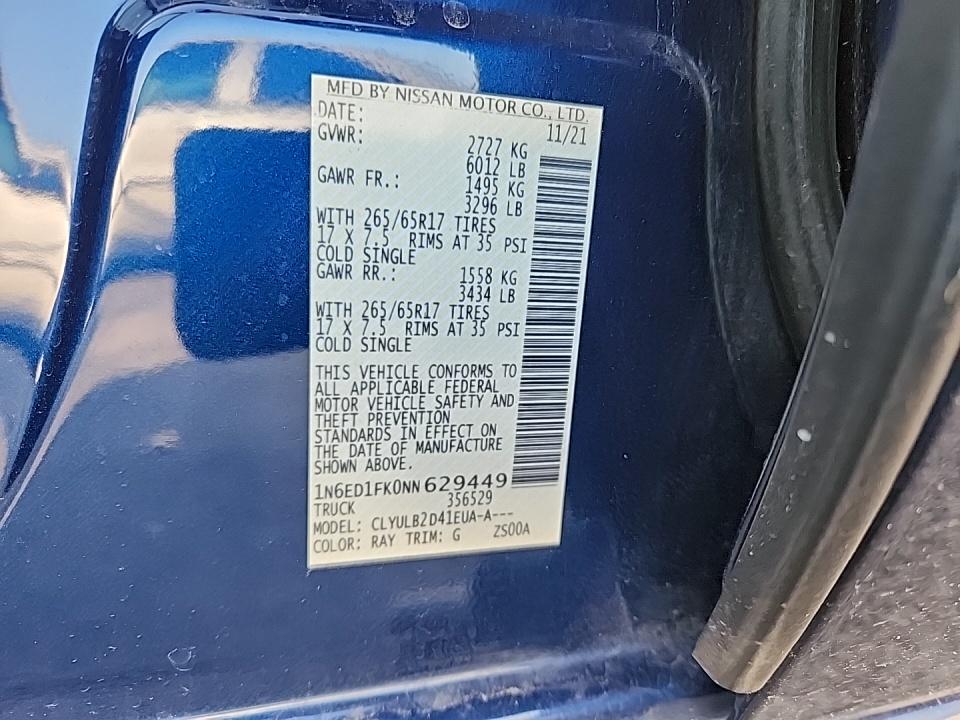 MFD BY NISSAN MOTOR CO., LTD.
DATE: 11/21
GVWR: 2727 KG
6012 LB
GAWR FR.: 1495 KG
3296 LB
WITH 265/65R17 TIRES
17 X 7.5 RIMS AT 35 PSI
COLD SINGLE
GAWR RR.: 1558 KG
3434 LB
WITH 265/65R17 TIRES
17 X 7.5 RIMS AT 35 PSI
COLD SINGLE
THIS VEHICLE CONFORMS TO
ALL APPLICABLE FEDERAL
MOTOR VEHICLE SAFETY AND
THEFT PREVENTION
STANDARDS IN EFFECT ON
THE DATE OF MANUFACTURE
SHOWN ABOVE.
1N6ED1FK0NN629449
TRUCK 356529
MODEL: CLYULB2D41EUA-A---
COLOR: RAY TRIM: G ZS00A